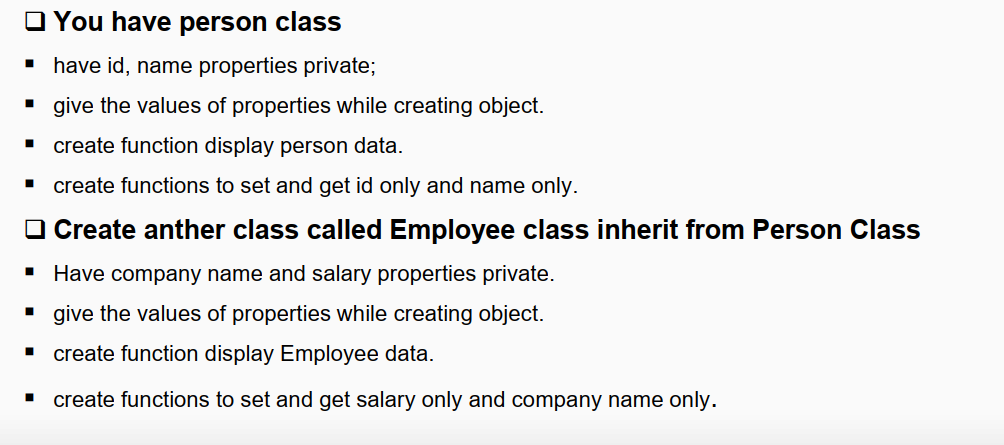 ❑ You have person class
▪ have id, name properties private;
▪ give the values of properties while creating object.
▪ create function display person data.
▪ create functions to set and get id only and name only.
❑ Create anther class called Employee class inherit from Person Class
▪ Have company name and salary properties private.
▪ give the values of properties while creating object.
▪ create function display Employee data.
▪ create functions to set and get salary only and company name only.